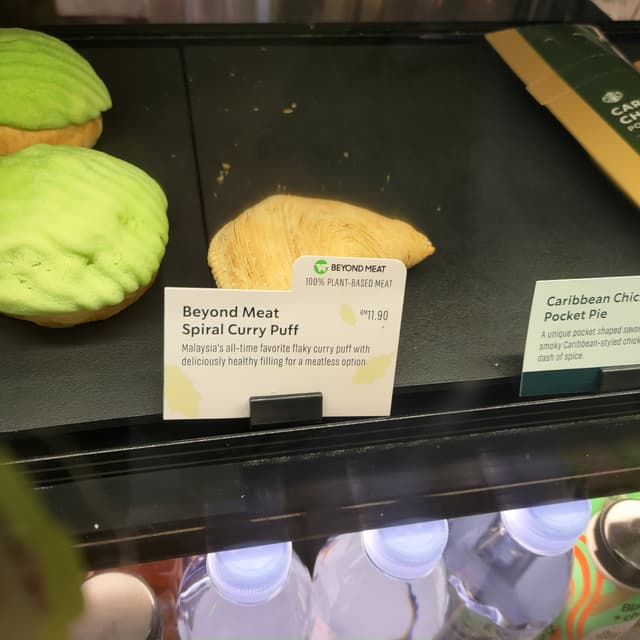 BEYOND MEAT
100% PLANT-BASED MEAT
Beyond Meat
Spiral Curry Puff
RM11.90
Malaysia's all-time favorite flaky curry puff with
deliciously healthy filling for a meatless option
Caribbean Chic
Pocket Pie
A unique pocket shaped savo
smoky Caribbean-styled chick
dash of spice.